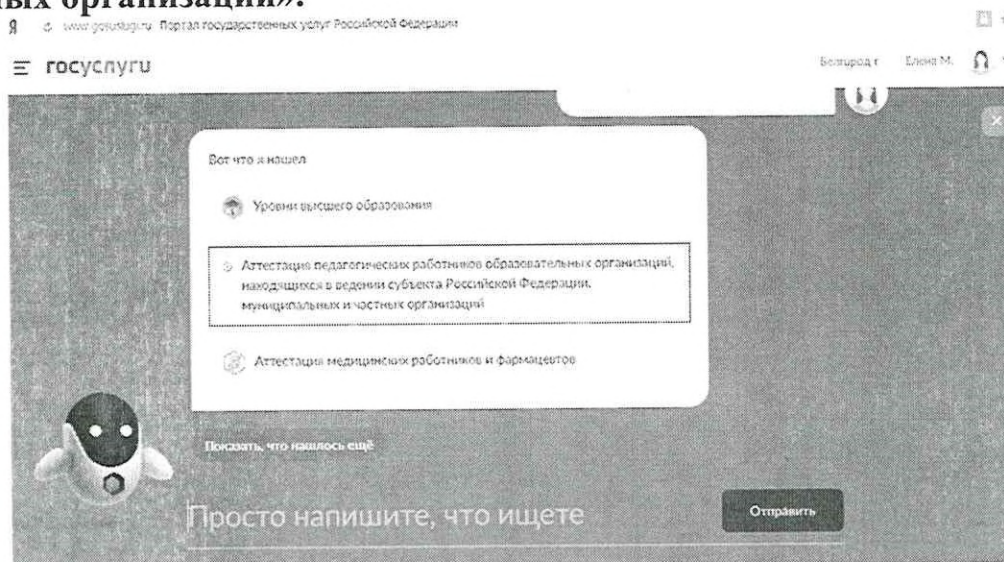 ных организаций».
Я www.gosuslugi.ru Портал государственных услуг Российской Федерации
госуслуги
Белгород г Елена М.
Вот что я нашел
Уровни высшего образования
Аттестация педагогических работников образовательных организаций,
находящихся в ведении субъекта Российской Федерации,
муниципальных и частных организаций
Аттестация медицинских работников и фармацевтов
Показать, что нашлось ещё
Просто напишите, что ищете
Отправить